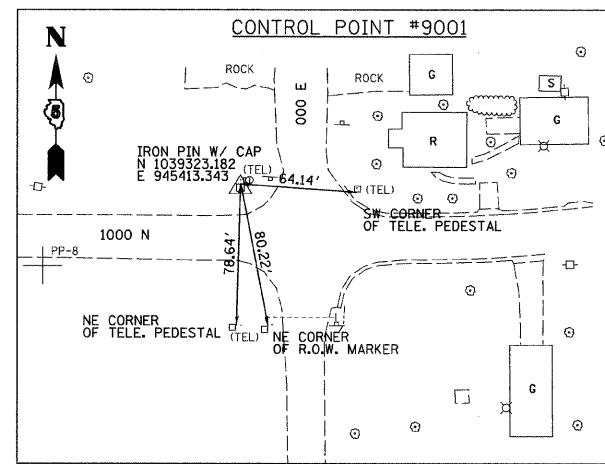 CONTROL POINT #9001
N
5
ROCK
000 E
ROCK
G
S
G
R
IRON PIN W/ CAP
N 1039323.182
E 945413.343
(TEL)
64.14'
(TEL)
SW CORNER
OF TELE. PEDESTAL
1000 N
PP-8
78.64'
80.22'
NE CORNER
OF TELE. PEDESTAL
(TEL)
NE CORNER
OF R.O.W. MARKER
G